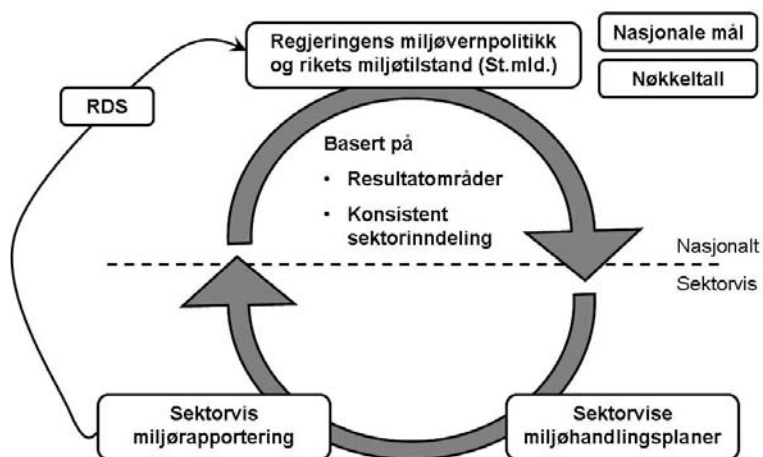 Regjeringens miljøvernpolitikk
og rikets miljøtilstand (St.mld.)
Nasjonale mål
Nøkkeltall
RDS
Basert på
• Resultatområder
• Konsistent
sektorinndeling
Nasjonalt
Sektorvis
Sektorvis
miljørapportering
Sektorvise
miljøhandlingsplaner